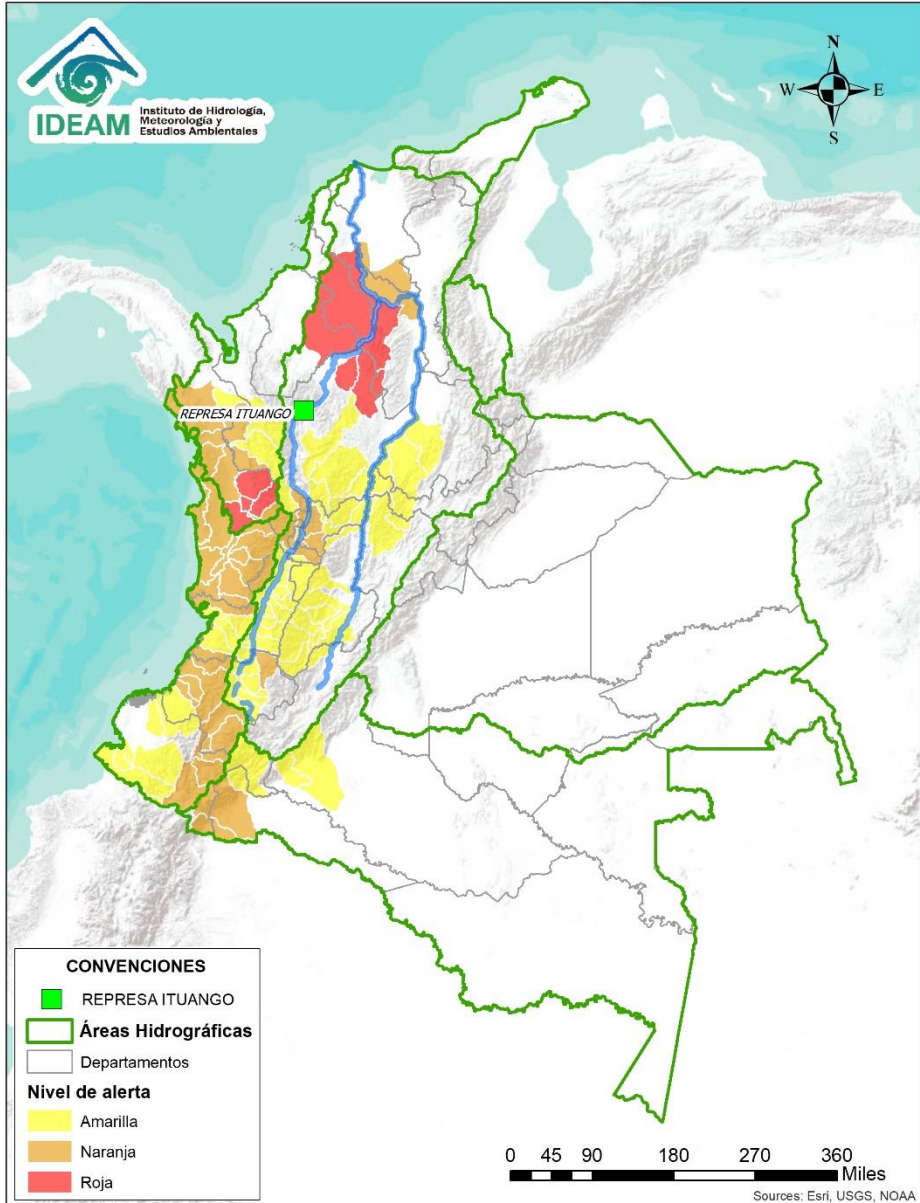 IDEAM
Instituto de Hidrología,
Meteorología y
Estudios Ambientales
N
W
E
S
REPRESA ITUANGO
CONVENCIONES
REPRESA ITUANGO
Áreas Hidrográficas
Departamentos
Nivel de alerta
Amarilla
Naranja
Roja
0 45 90 180 270 360
Miles
Sources: Esri, USGS, NOAA